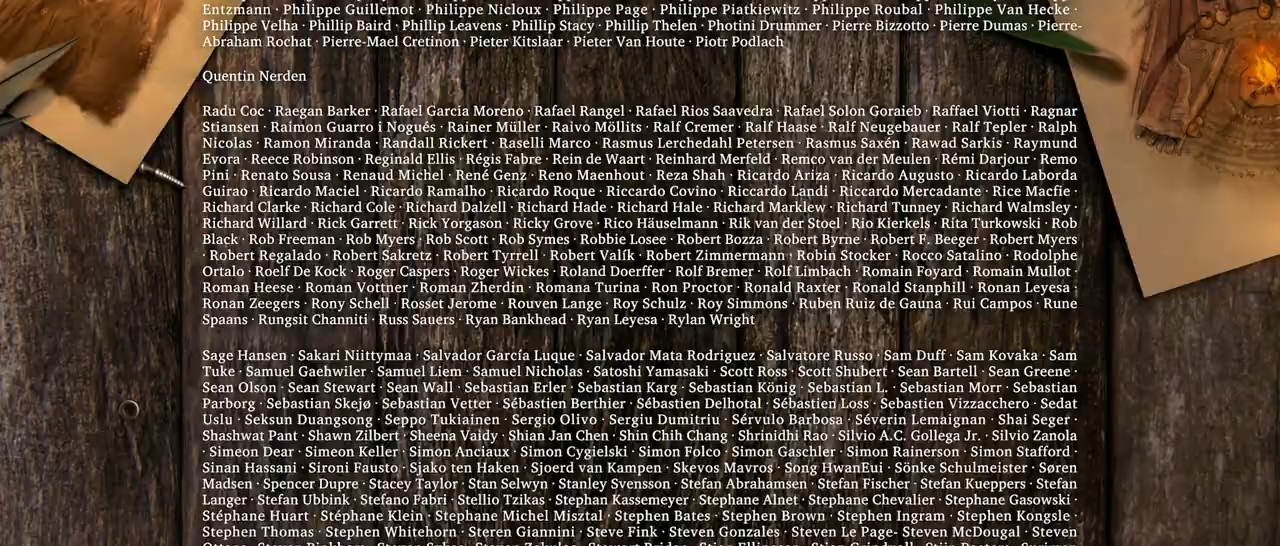 Entzmann · Philippe Guillemot · Philippe Nicloux · Philippe Page · Philippe Piatkiewitz · Philippe Roubal · Philippe Van Hecke ·
Philippe Velha · Phillip Baird · Phillip Leavens · Phillip Stacy · Phillip Thelen · Photini Drummer · Pierre Bizzotto · Pierre Dumas · Pierre-
Abraham Rochat · Pierre-Mael Cretinon · Pieter Kitslaar · Pieter Van Houte · Piotr Podlach
Quentin Nerden
Radu Coc · Raegan Barker · Rafael Garcia Moreno · Rafael Rangel · Rafael Rios Saavedra · Rafael Solon Goraieb · Raffael Viotti · Ragnar
Stiansen · Raimon Guarro i Nogués · Rainer Müller · Raivo Möllits · Ralf Cremer · Ralf Haase · Ralf Neugebauer · Ralf Tepler · Ralph
Nicolas · Ramon Miranda · Randall Rickert · Raselli Marco · Rasmus Lerchedahl Petersen · Rasmus Saxén · Rawad Sarkis · Raymund
Evora · Reece Robinson · Reginald Ellis · Régis Fabre · Rein de Waart · Reinhard Merfeld · Remco van der Meulen · Rémi Darjour · Remo
Pini · Renato Sousa · Renaud Michel · René Genz · Reno Maenhout · Reza Shah · Ricardo Ariza · Ricardo Augusto · Ricardo Laborda
Guirao · Ricardo Maciel · Ricardo Ramalho · Ricardo Roque · Riccardo Covino · Riccardo Landi · Riccardo Mercadante · Rice Macfie ·
Richard Clarke · Richard Cole · Richard Dalzell · Richard Hade · Richard Hale · Richard Marklew · Richard Tunney · Richard Walmsley ·
Richard Willard · Rick Garrett · Rick Yorgason · Ricky Grove · Rico Häuselmann · Rik van der Stoel · Rio Kierkels · Rita Turkowski · Rob
Black · Rob Freeman · Rob Myers · Rob Scott · Rob Symes · Robbie Losee · Robert Bozza · Robert Byrne · Robert F. Beeger · Robert Myers
· Robert Regalado · Robert Sakretz · Robert Tyrrell · Robert Valík · Robert Zimmermann · Robin Stocker · Rocco Satalino · Rodolphe
Ortalo · Roelf De Kock · Roger Caspers · Roger Wickes · Roland Doerffer · Rolf Bremer · Rolf Limbach · Romain Foyard · Romain Mullot ·
Roman Heese · Roman Vottner · Roman Zherdin · Romana Turina · Ron Proctor · Ronald Raxter · Ronald Stanphill · Ronan Leyesa ·
Ronan Zeegers · Rony Schell · Rosset Jerome · Rouven Lange · Roy Schulz · Roy Simmons · Ruben Ruiz de Gauna · Rui Campos · Rune
Spaans · Rungsit Channiti · Russ Sauers · Ryan Bankhead · Ryan Leyesa · Rylan Wright
Sage Hansen · Sakari Niittymaa · Salvador García Luque · Salvador Mata Rodriguez · Salvatore Russo · Sam Duff · Sam Kovaka · Sam
Tuke · Samuel Gaehwiler · Samuel Liem · Samuel Nicholas · Satoshi Yamasaki · Scott Ross · Scott Shubert · Sean Bartell · Sean Greene ·
Sean Olson · Sean Stewart · Sean Wall · Sebastian Erler · Sebastian Karg · Sebastian König · Sebastian L. · Sebastian Morr · Sebastian
Parborg · Sebastian Skejø · Sebastian Vetter · Sébastien Berthier · Sébastien Delhotal · Sébastien Loss · Sebastien Vizzacchero · Sedat
Uslu · Seksun Duangsong · Seppo Tukiainen · Sergio Olivo · Sergiu Dumitriu · Sérvulo Barbosa · Séverin Lemaignan · Shai Seger ·
Shashwat Pant · Shawn Zilbert · Sheena Vaidy · Shian Jan Chen · Shin Chih Chang · Shrinidhi Rao · Silvio A.C. Gollega Jr. · Silvio Zanola
· Simeon Dear · Simeon Keller · Simon Anciaux · Simon Cygielski · Simon Folco · Simon Gaschler · Simon Rainerson · Simon Stafford ·
Sinan Hassani · Sironi Fausto · Sjako ten Haken · Sjoerd van Kampen · Skevos Mavros · Song HwanEui · Sönke Schulmeister · Søren
Madsen · Spencer Dupre · Stacey Taylor · Stan Selwyn · Stanley Svensson · Stefan Abrahamsen · Stefan Fischer · Stefan Kueppers · Stefan
Langer · Stefan Ubbink · Stefano Fabri · Stellio Tzikas · Stephan Kassemeyer · Stephane Alnet · Stephane Chevalier · Stephane Gasowski ·
Stéphane Huart · Stéphane Klein · Stephane Michel Misztal · Stephen Bates · Stephen Brown · Stephen Ingram · Stephen Kongsle ·
Stephen Thomas · Stephen Whitehorn · Steren Giannini · Steve Fink · Steven Gonzales · Steven Le Page- Steven McDougal · Steven